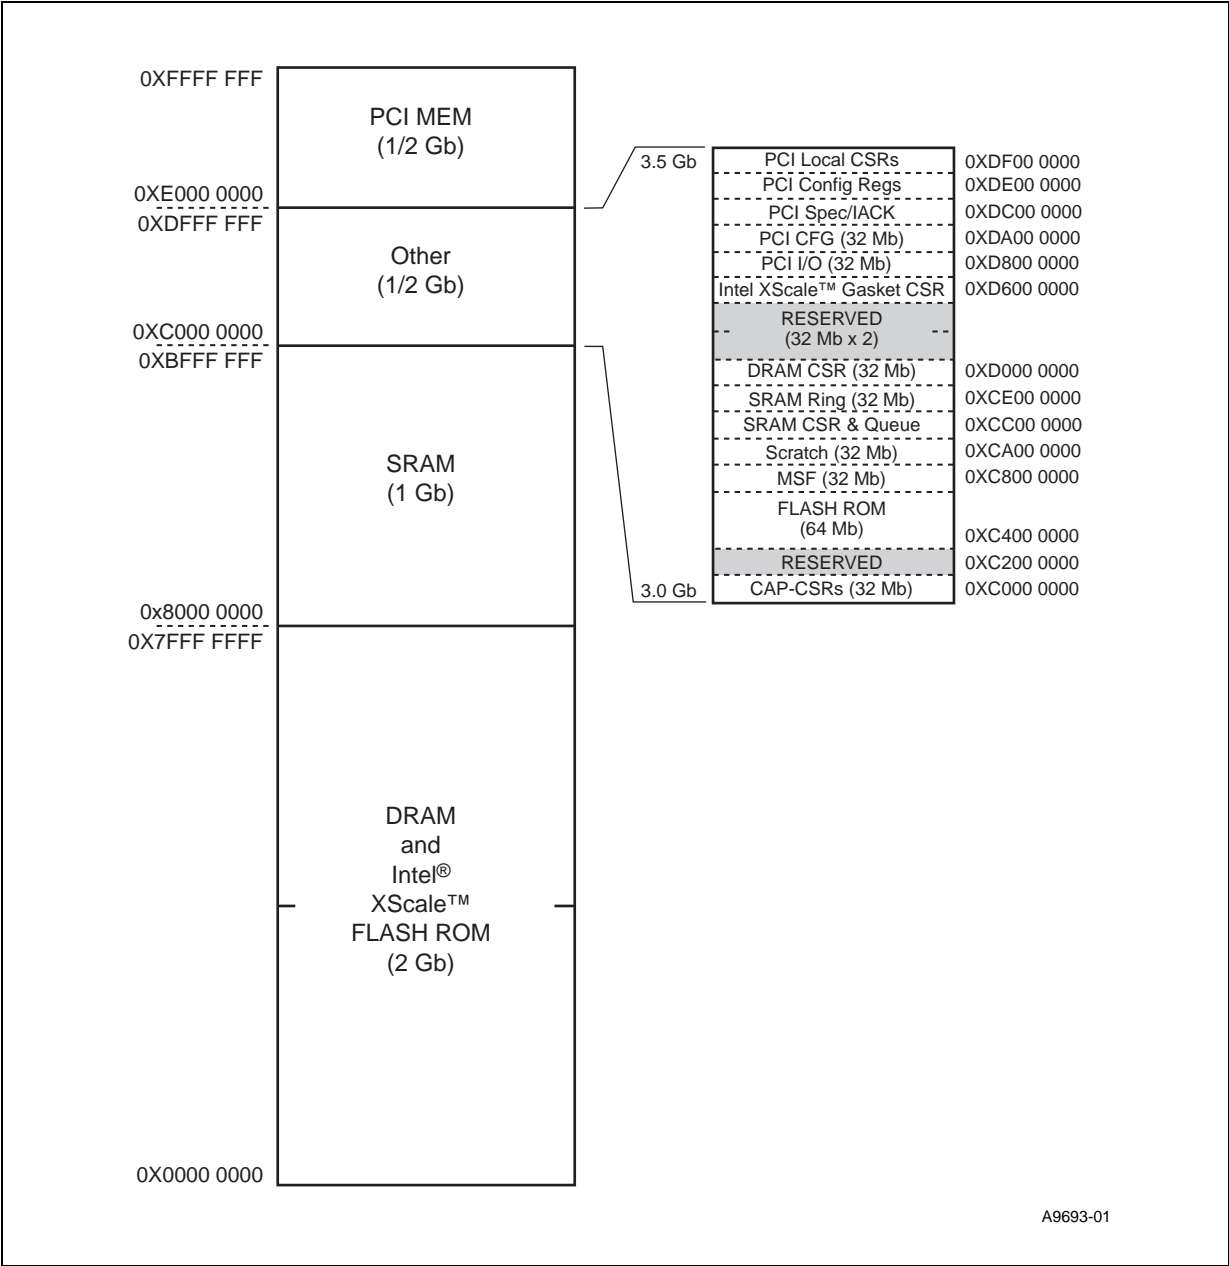 0XFFFF FFF
PCI MEM
(1/2 Gb)
0XE000 0000
0XDFFF FFF
Other
(1/2 Gb)
0XC000 0000
0XBFFF FFF
SRAM
(1 Gb)
0x8000 0000
0X7FFF FFFF
DRAM
and
Intel®
XScale™
FLASH ROM
(2 Gb)
0X0000 0000
3.5 Gb
PCI Local CSRs 0XDF00 0000
PCI Config Regs 0XDE00 0000
PCI Spec/IACK 0XDC00 0000
PCI CFG (32 Mb) 0XDA00 0000
PCI I/O (32 Mb) 0XD800 0000
Intel XScale™ Gasket CSR 0XD600 0000
RESERVED
(32 Mb x 2)
DRAM CSR (32 Mb) 0XD000 0000
SRAM Ring (32 Mb) 0XCE00 0000
SRAM CSR & Queue 0XCC00 0000
Scratch (32 Mb) 0XCA00 0000
MSF (32 Mb) 0XC800 0000
FLASH ROM
(64 Mb) 0XC400 0000
RESERVED 0XC200 0000
3.0 Gb CAP-CSRs (32 Mb) 0XC000 0000
A9693-01